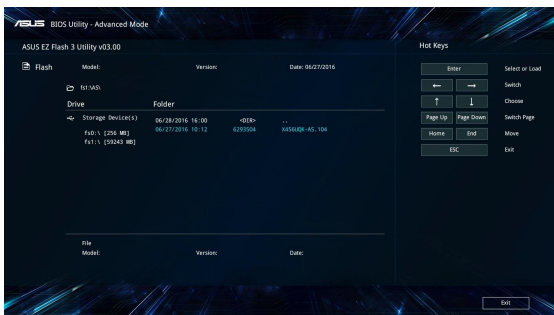 ASUS BIOS Utility - Advanced Mode
ASUS EZ Flash 3 Utility v03.00
Hot Keys
Flash
Model: Version: Date: 06/27/2016
fs1:\AS\
Drive Folder
Storage Device(s)
fs0:\ [256 MB]
fs1:\ [59243 MB]
06/28/2016 16:00 <DIR> ..
06/27/2016 10:12 6293504 X456UQK-AS.104
File
Model: Version: Date:
Enter Select or Load
← → Switch
↑ ↓ Choose
Page Up Page Down Switch Page
Home End Move
ESC Exit
Exit